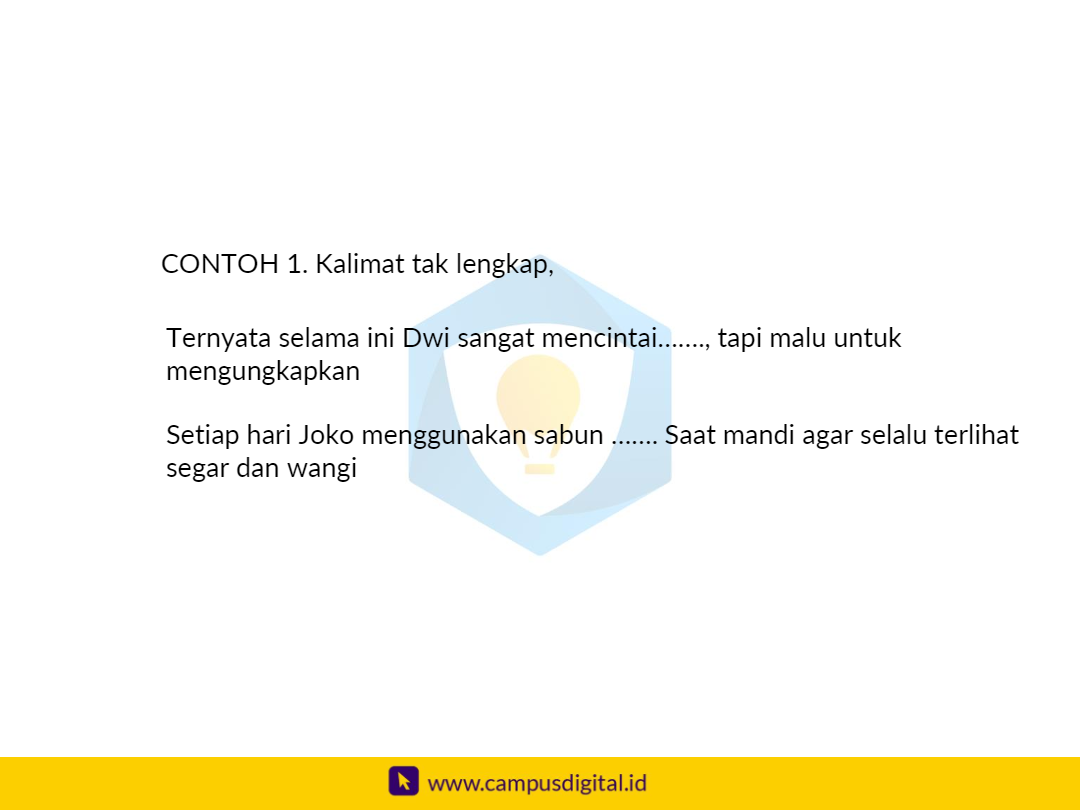 CONTOH 1. Kalimat tak lengkap,
Ternyata selama ini Dwi sangat mencintai......., tapi malu untuk
mengungkapkan
Setiap hari Joko menggunakan sabun ....... Saat mandi agar selalu terlihat
segar dan wangi
www.campusdigital.id